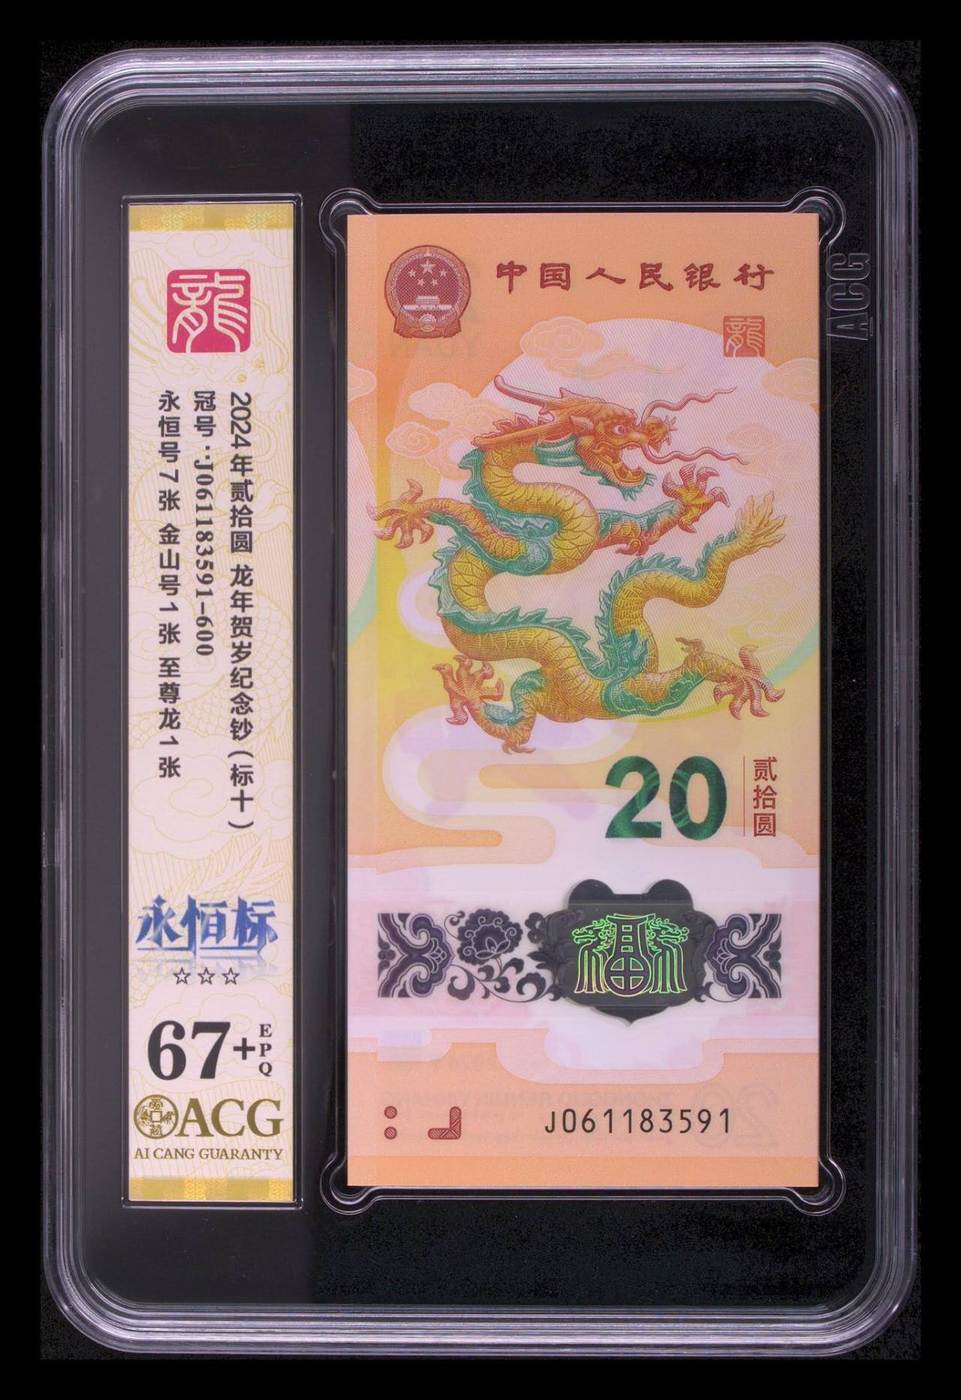 龍
2024年贰拾圆 龙年贺岁纪念钞(标十)
冠号:J061183591-600
永恒号7张 金山号1张 至尊龙1张
永恒标
☆☆☆
67+EPQ
ACG
AI CANG GUARANTY
中国人民银行
龍
20
贰拾圆
福
J061183591
ACG